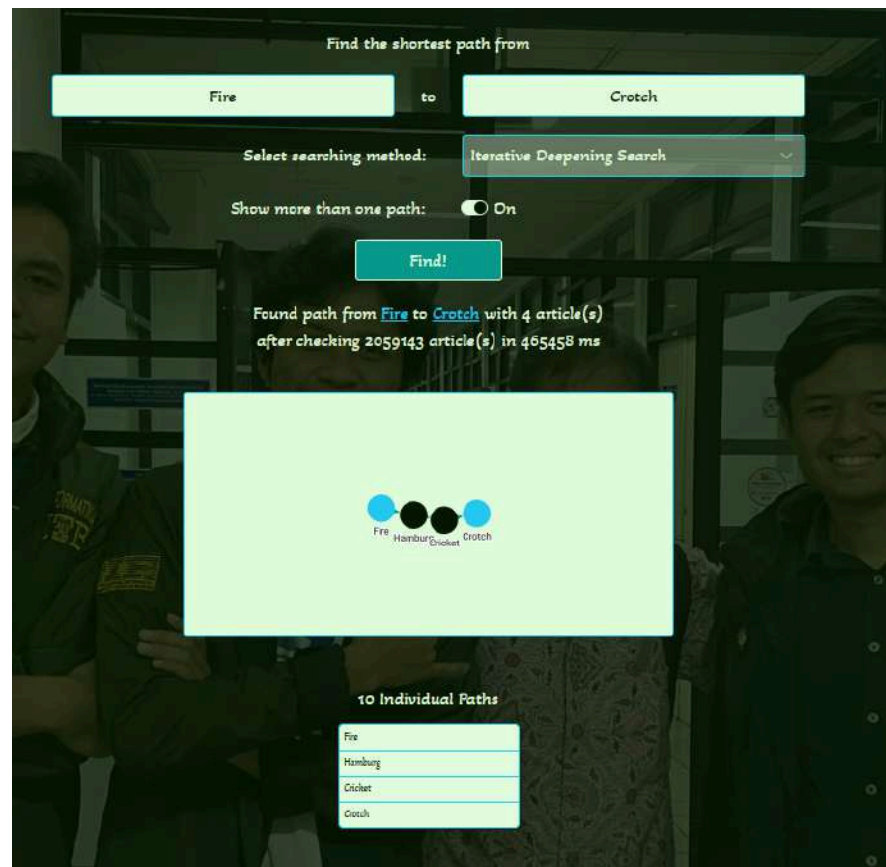 Find the shortest path from
Fire to Crotch
Select searching method: Iterative Deepening Search
Show more than one path: On
Find!
Found path from Fire to Crotch with 4 article(s)
after checking 2059143 article(s) in 465458 ms
Fire Hamburg Cricket Crotch
10 Individual Paths
Fire
Hamburg
Cricket
Crotch